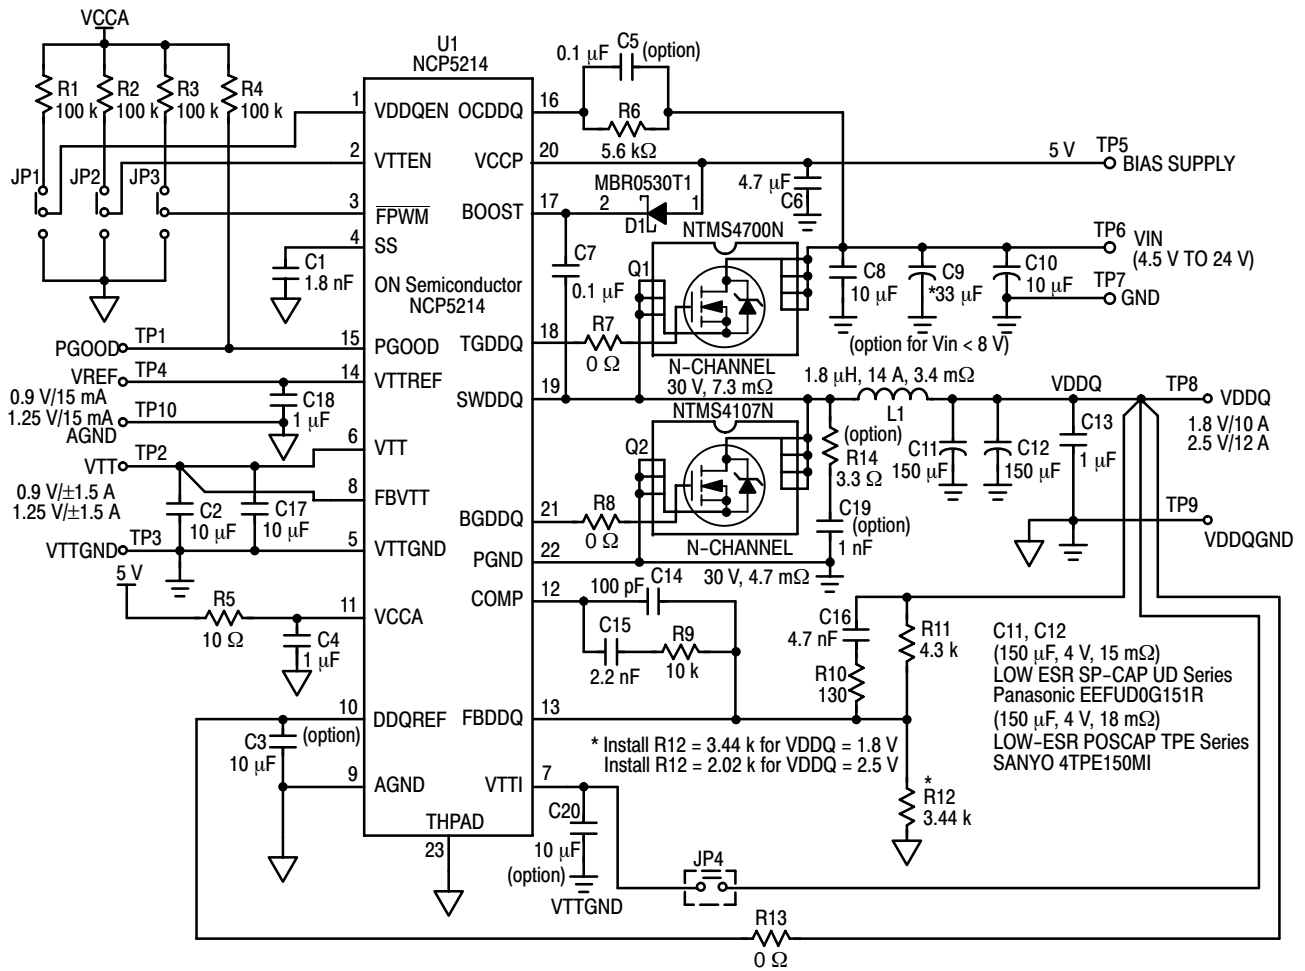 VCCA
U1
NCP5214
R1
100 k
R2
100 k
R3
100 k
R4
100 k
JP1
JP2
JP3
1
VDDQEN
2
VTTEN
3
FPWM
4
SS
C1
1.8 nF
ON Semiconductor
NCP5214
PGOOD
TP1
15
PGOOD
VREF
TP4
14
VTTREF
0.9 V/15 mA
1.25 V/15 mA
AGND
TP10
C18
1 μF
6
VTT
VTT
TP2
8
FBVTT
0.9 V/±1.5 A
1.25 V/±1.5 A
C2
10 μF
C17
10 μF
VTTGND
TP3
5
VTTGND
5 V
R5
10 Ω
11
VCCA
C4
1 μF
10
DDQREF
C3
10 μF
(option)
9
AGND
THPAD
23
OCDDQ
16
0.1 μF
C5
(option)
R6
5.6 kΩ
VCCP
20
5 V
TP5
BIAS SUPPLY
BOOST
17
MBR0530T1
2
1
D1
4.7 μF
C6
C7
0.1 μF
NTMS4700N
Q1
TP6
VIN
(4.5 V TO 24 V)
C8
10 μF
C9
*33 μF
C10
10 μF
TP7
GND
(option for Vin < 8 V)
TGDDQ
18
R7
0 Ω
N-CHANNEL
30 V, 7.3 mΩ
SWDDQ
19
1.8 μH, 14 A, 3.4 mΩ
L1
VDDQ
TP8
VDDQ
1.8 V/10 A
2.5 V/12 A
NTMS4107N
Q2
(option)
R14
3.3 Ω
C11
150 μF
C12
150 μF
C13
1 μF
BGDDQ
21
R8
0 Ω
C19
(option)
1 nF
TP9
VDDQGND
PGND
22
N-CHANNEL
30 V, 4.7 mΩ
COMP
12
100 pF
C14
C15
2.2 nF
R9
10 k
C16
4.7 nF
R11
4.3 k
R10
130
FBDDQ
13
C11, C12
(150 μF, 4 V, 15 mΩ)
LOW ESR SP-CAP UD Series
Panasonic EEFUD0G151R
(150 μF, 4 V, 18 mΩ)
LOW-ESR POSCAP TPE Series
SANYO 4TPE150MI
* Install R12 = 3.44 k for VDDQ = 1.8 V
Install R12 = 2.02 k for VDDQ = 2.5 V
VTTI
7
*
R12
3.44 k
C20
10 μF
(option)
VTTGND
JP4
R13
0 Ω